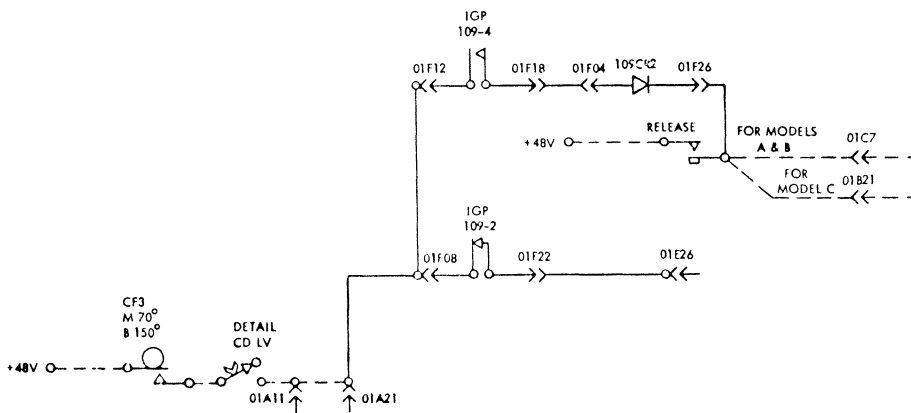 IGP
109-4
01F12
01F18
01F04
109CR2
01F26
RELEASE
+48V
FOR MODELS
A & B
01C7
FOR
MODEL C
01B21
IGP
109-2
01F08
01F22
01E26
CF3
M 70°
B 150°
DETAIL
CD LV
+48V
01A11
01A21